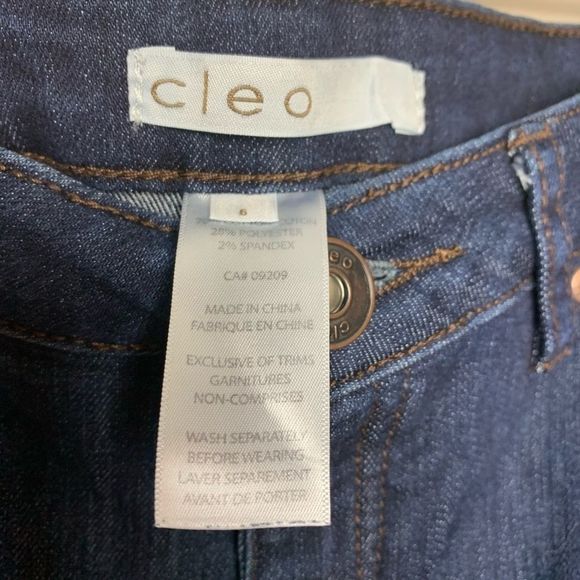 cleo
6
28% POLYESTER
2% SPANDEX
CA# 09209
MADE IN CHINA
FABRIQUE EN CHINE
EXCLUSIVE OF TRIMS
GARNITURES
NON-COMPRISES
WASH SEPARATELY
BEFORE WEARING
LAVER SEPAREMENT
AVANT DE PORTER